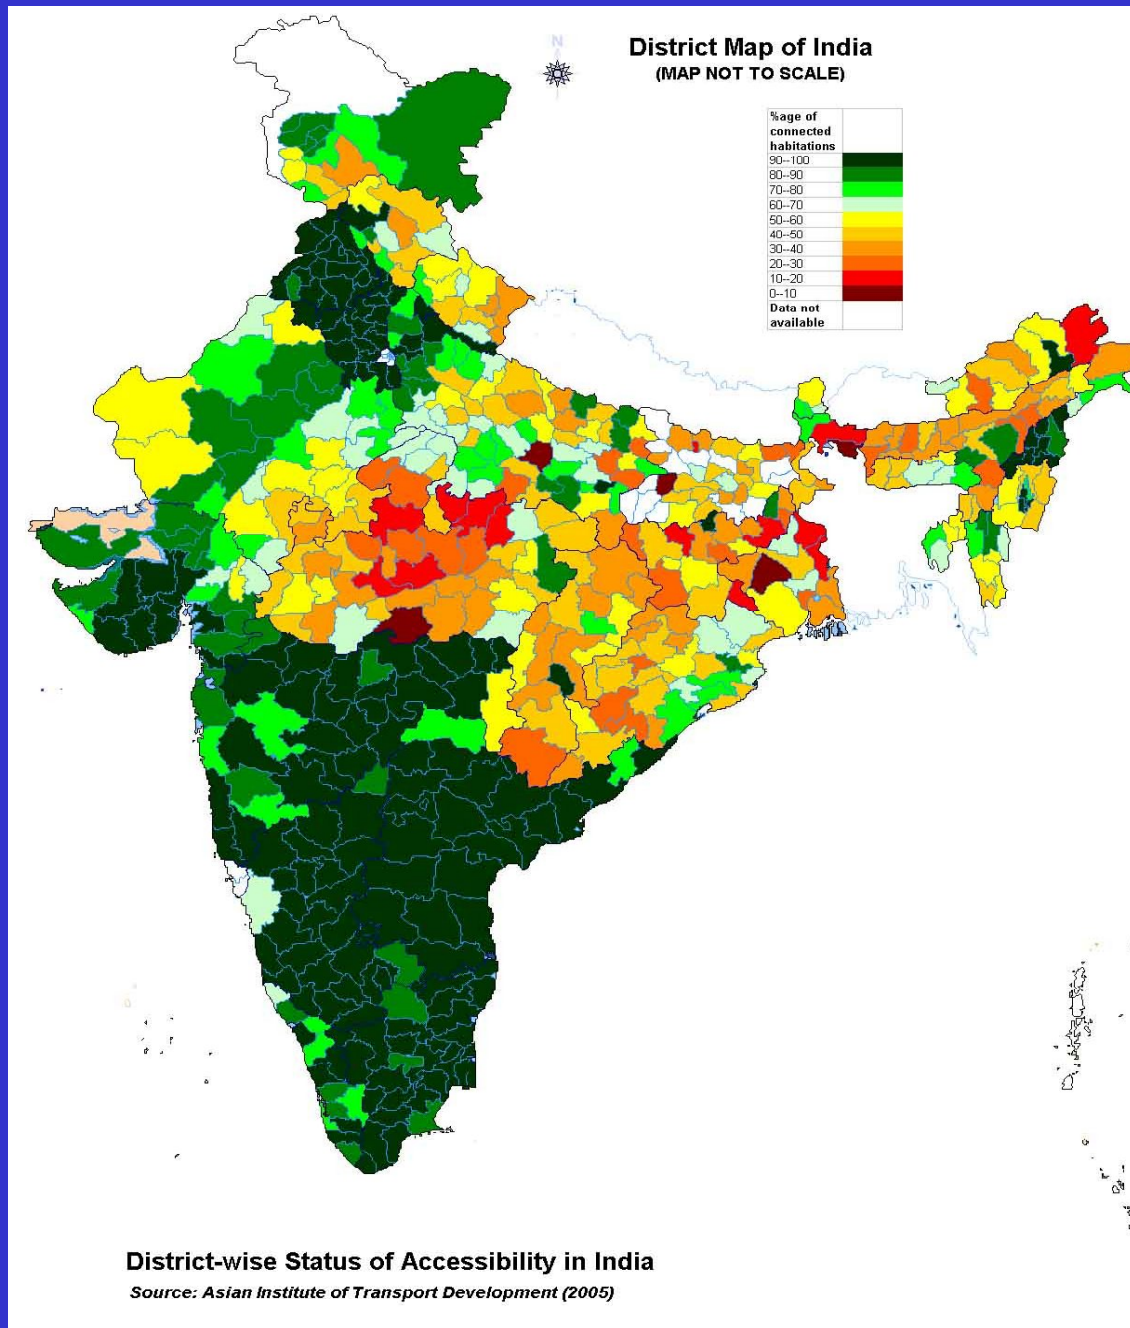 N
District Map of India
(MAP NOT TO SCALE)
%age of
connected
habitations
90--100
80--90
70--80
60--70
50--60
40--50
30--40
20--30
10--20
0--10
Data not
available
District-wise Status of Accessibility in India
Source: Asian Institute of Transport Development (2005)